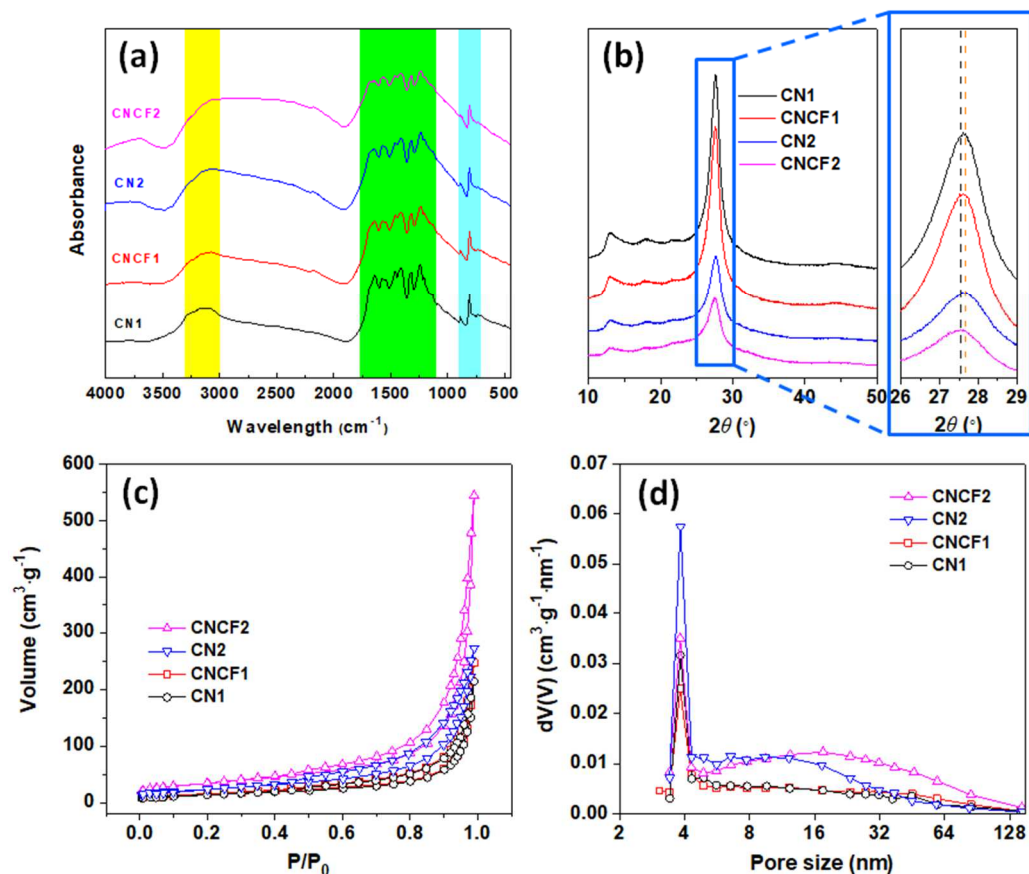 (a)
CNCF2
CN2
CNCF1
CN1
Absorbance
4000 3500 3000 2500 2000 1500 1000 500
Wavelength (cm⁻¹)
(b)
CN1
CNCF1
CN2
CNCF2
10 20 30 40 50
2θ (°)
26 27 28 29
2θ (°)
(c)
600
500
400
300
200
100
0
Volume (cm³·g⁻¹)
CNCF2
CN2
CNCF1
CN1
0.0 0.2 0.4 0.6 0.8 1.0
P/P₀
(d)
0.07
0.06
0.05
0.04
0.03
0.02
0.01
0.00
dV(V) (cm³·g⁻¹·nm⁻¹)
CNCF2
CN2
CNCF1
CN1
2 4 8 16 32 64 128
Pore size (nm)